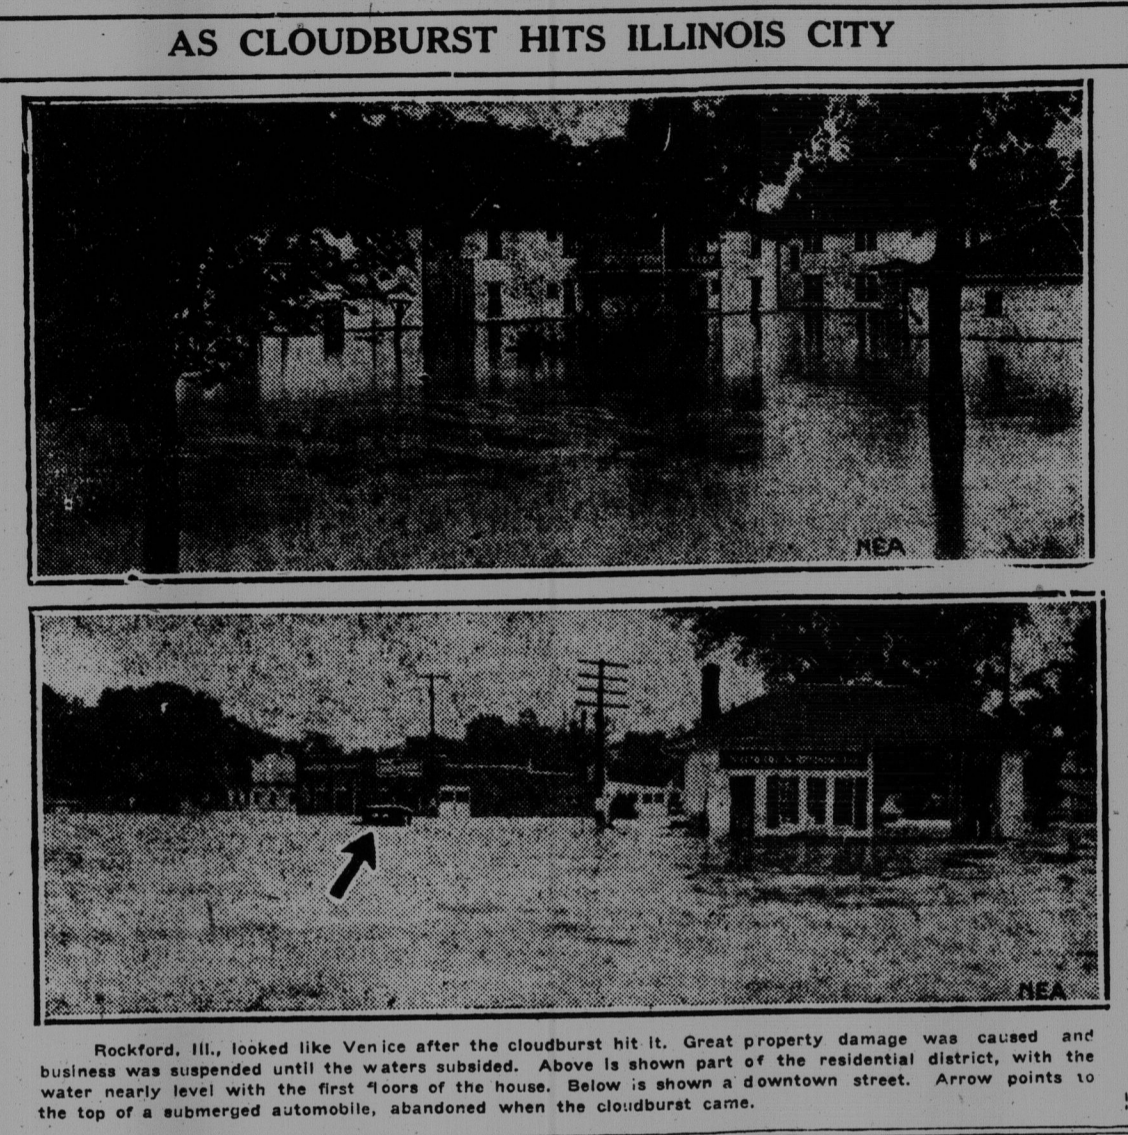 AS CLOUDBURST HITS ILLINOIS CITY
NEA
NEA
Rockford, Ill., looked like Venice after the cloudburst hit it. Great property damage was caused and
business was suspended until the waters subsided. Above is shown part of the residential district, with the
water nearly level with the first floors of the house. Below is shown a downtown street. Arrow points to
the top of a submerged automobile, abandoned when the cloudburst came.